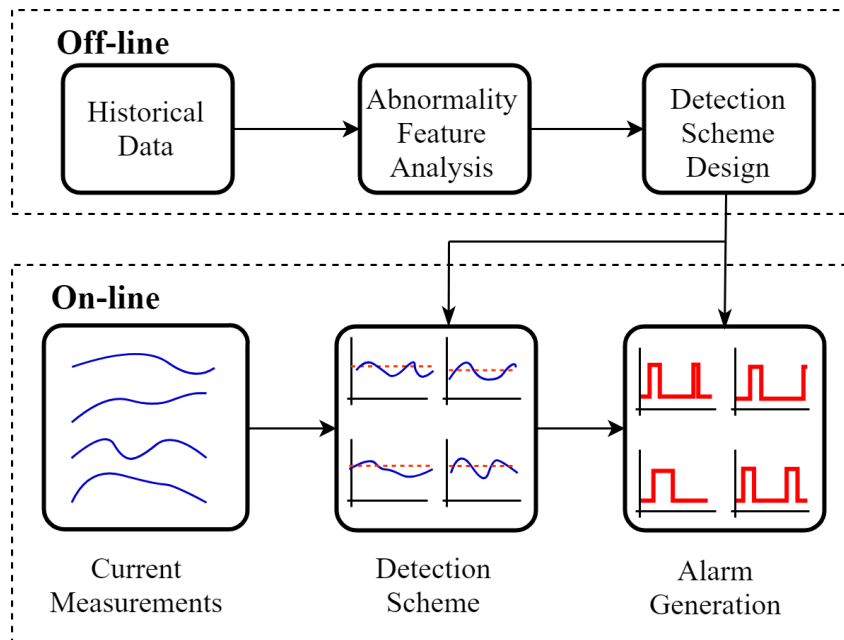 Off-line
Historical
Data
Abnormality
Feature
Analysis
Detection
Scheme
Design
On-line
Current
Measurements
Detection
Scheme
Alarm
Generation